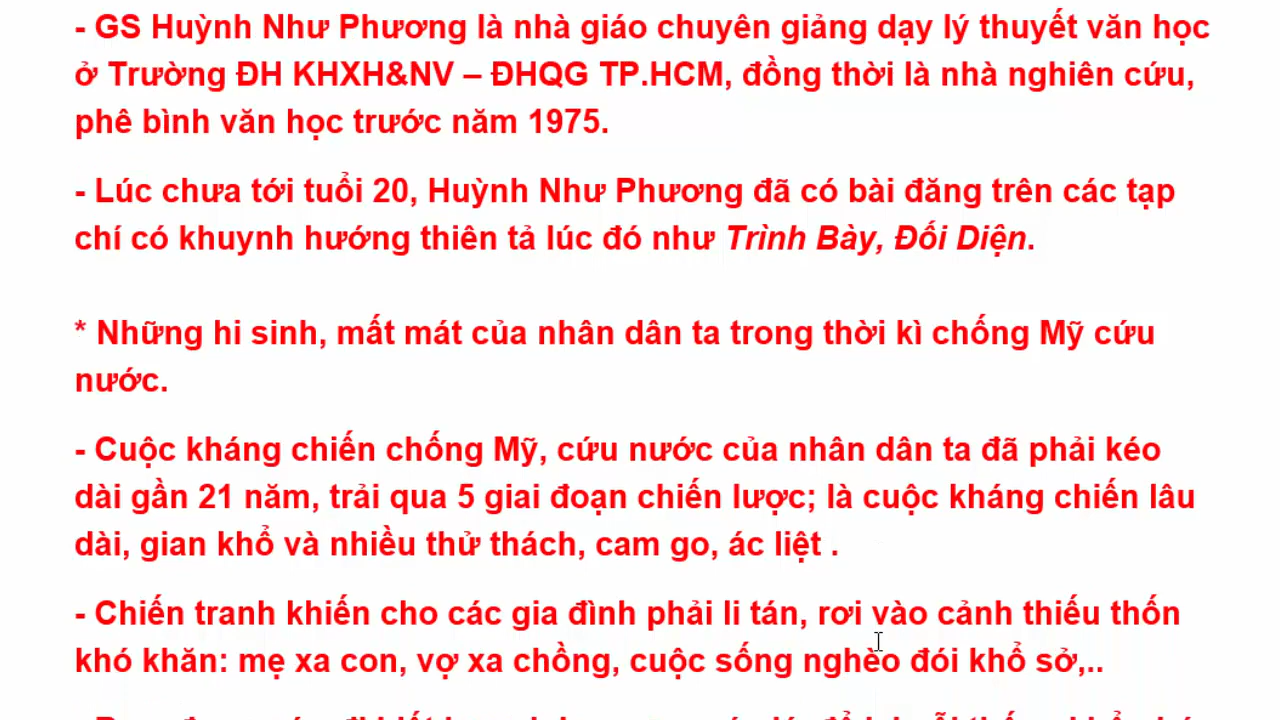 - GS Huỳnh Như Phương là nhà giáo chuyên giảng dạy lý thuyết văn học
ở Trường ĐH KHXH&NV – ĐHQG TP.HCM, đồng thời là nhà nghiên cứu,
phê bình văn học trước năm 1975.
- Lúc chưa tới tuổi 20, Huỳnh Như Phương đã có bài đăng trên các tạp
chí có khuynh hướng thiên tả lúc đó như Trình Bày, Đối Diện.
* Những hi sinh, mất mát của nhân dân ta trong thời kì chống Mỹ cứu
nước.
- Cuộc kháng chiến chống Mỹ, cứu nước của nhân dân ta đã phải kéo
dài gần 21 năm, trải qua 5 giai đoạn chiến lược; là cuộc kháng chiến lâu
dài, gian khổ và nhiều thử thách, cam go, ác liệt .
- Chiến tranh khiến cho các gia đình phải li tán, rơi vào cảnh thiếu thốn
khó khăn: mẹ xa con, vợ xa chồng, cuộc sống nghèo đói khổ sở,..